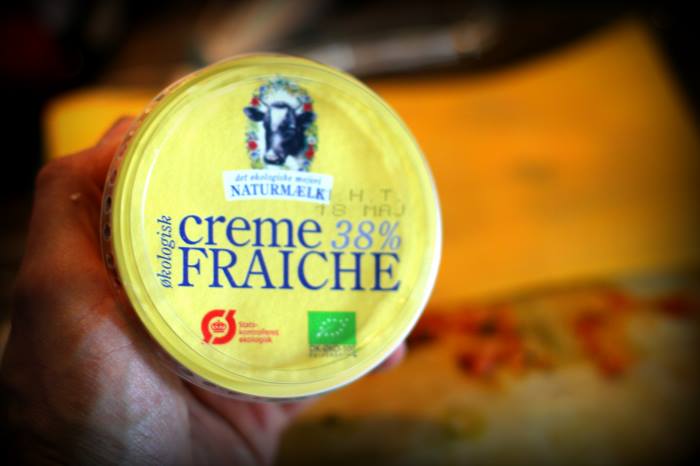 det økologiske mejeri
NATURMÆLK
M.H.T.
18 MAJ
økologisk
creme 38%
FRAICHE
Stats-
kontrolleret
økologisk